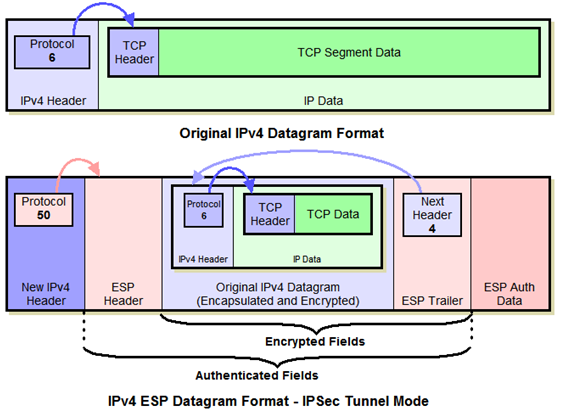 Protocol
6
TCP
Header
TCP Segment Data
IPv4 Header
IP Data
Original IPv4 Datagram Format
Protocol
50
Protocol
6
TCP
Header
TCP Data
Next
Header
4
IPv4 Header
IP Data
New IPv4
Header
ESP
Header
Original IPv4 Datagram
(Encapsulated and Encrypted)
ESP Trailer
ESP Auth
Data
Encrypted Fields
Authenticated Fields
IPv4 ESP Datagram Format - IPSec Tunnel Mode